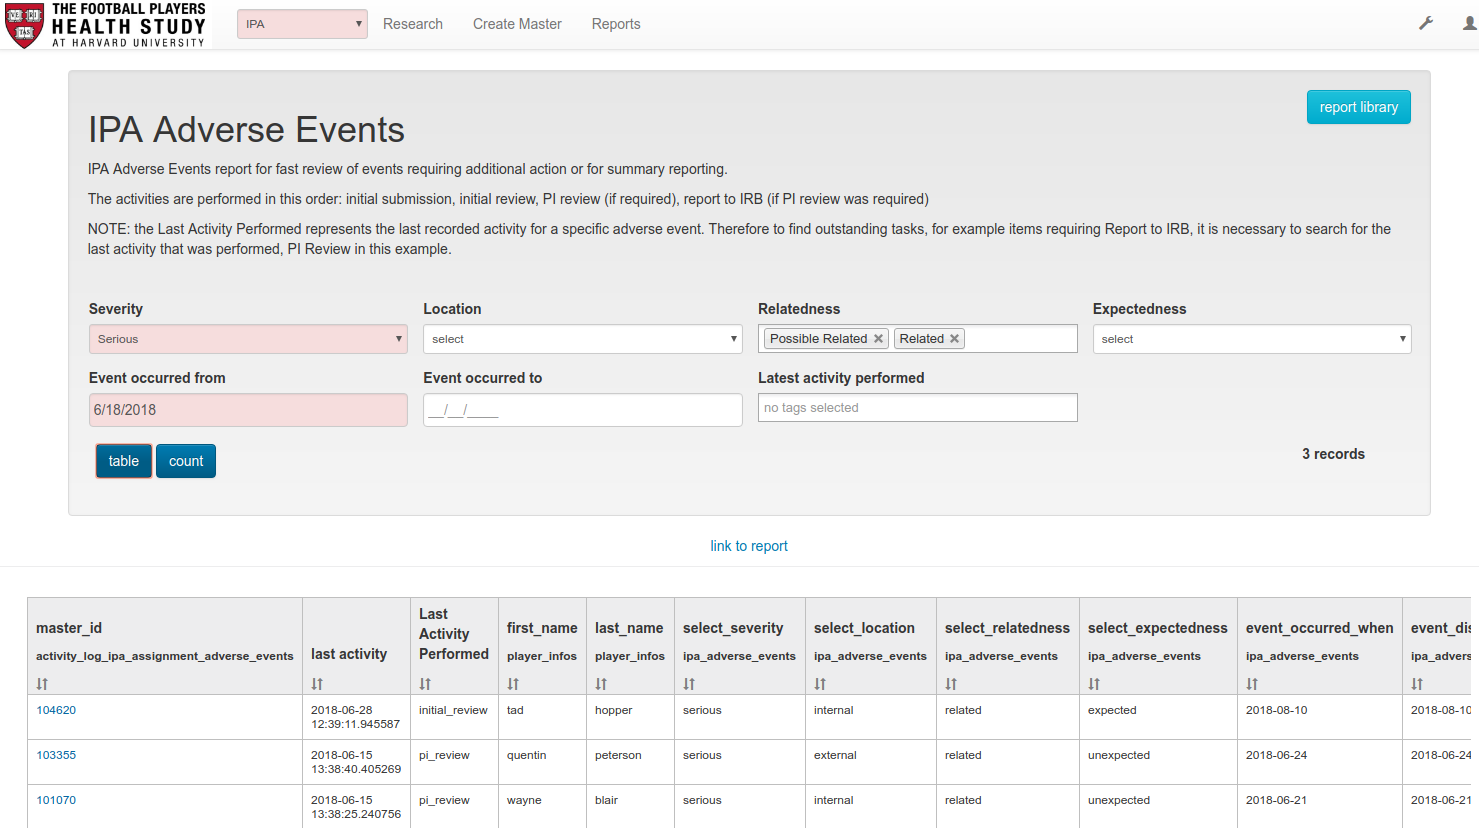 THE FOOTBALL PLAYERS
HEALTH STUDY
AT HARVARD UNIVERSITY
VE RI
TAS
IPA
Research
Create Master
Reports
report library
IPA Adverse Events
IPA Adverse Events report for fast review of events requiring additional action or for summary reporting.
The activities are performed in this order: initial submission, initial review, PI review (if required), report to IRB (if PI review was required)
NOTE: the Last Activity Performed represents the last recorded activity for a specific adverse event. Therefore to find outstanding tasks, for example items requiring Report to IRB, it is necessary to search for the
last activity that was performed, PI Review in this example.
Severity Location Relatedness Expectedness
Serious select Possible Related Related select
Event occurred from Event occurred to Latest activity performed
6/18/2018 __/__/____ no tags selected
table count 3 records
link to report
master_id activity_log_ipa_assignment_adverse_events
last activity
Last Activity Performed
first_name player_infos
last_name player_infos
select_severity ipa_adverse_events
select_location ipa_adverse_events
select_relatedness ipa_adverse_events
select_expectedness ipa_adverse_events
event_occurred_when ipa_adverse_events
event_dis ipa_advers
104620 2018-06-28 12:39:11.945587 initial_review tad hopper serious internal related expected 2018-08-10 2018-08-10
103355 2018-06-15 13:38:40.405269 pi_review quentin peterson serious external related unexpected 2018-06-24 2018-06-24
101070 2018-06-15 13:38:25.240756 pi_review wayne blair serious internal related unexpected 2018-06-21 2018-06-21